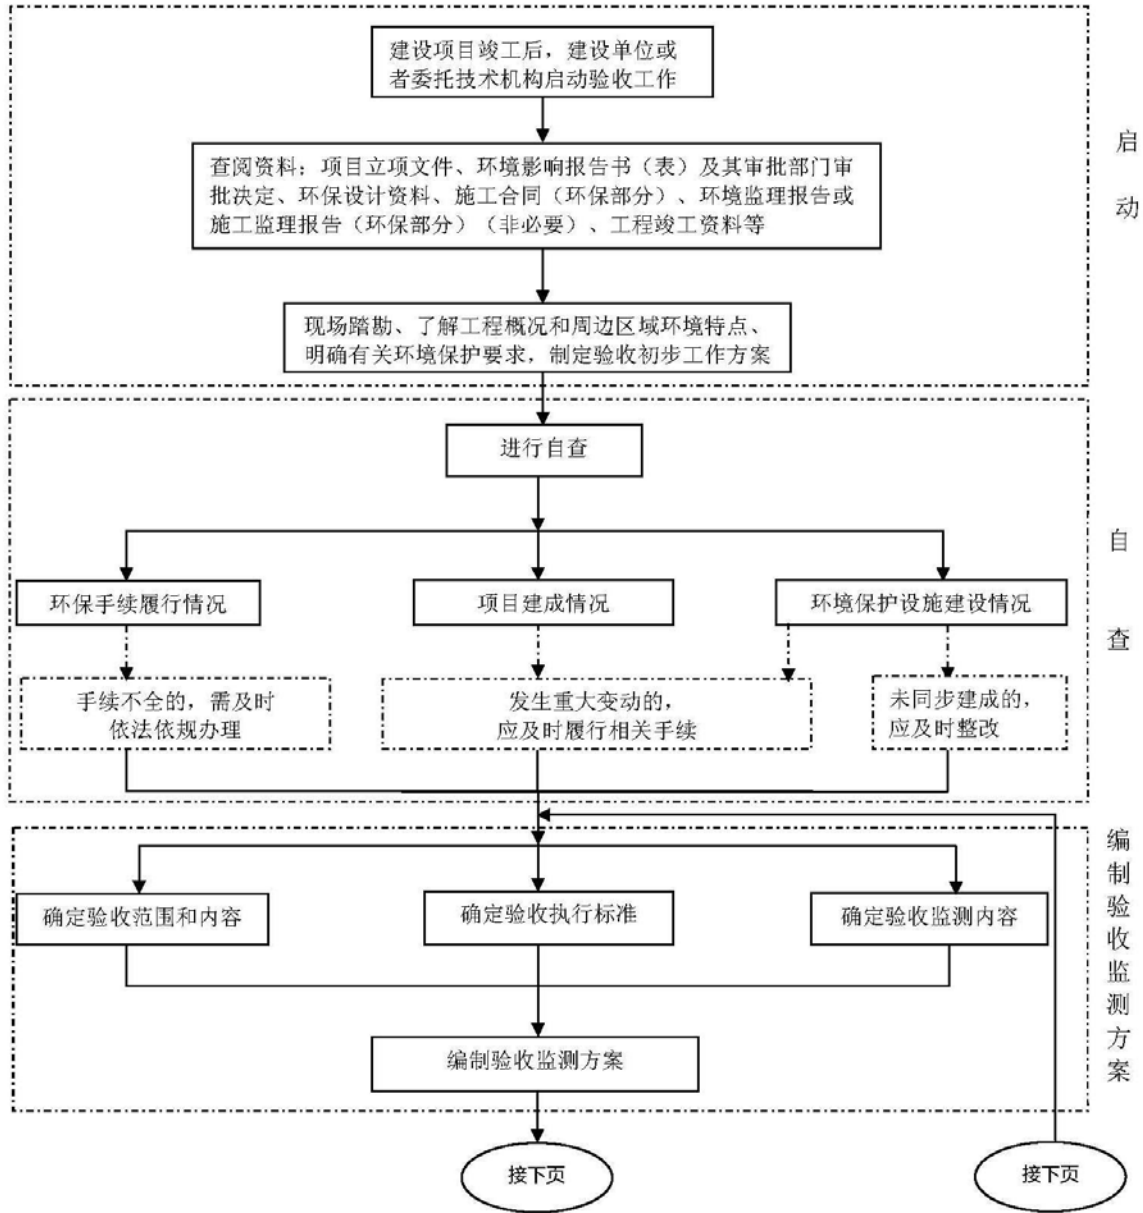 建设项目竣工后，建设单位或
者委托技术机构启动验收工作
查阅资料：项目立项文件、环境影响报告书（表）及其审批部门审
批决定、环保设计资料、施工合同（环保部分）、环境监理报告或
施工监理报告（环保部分）（非必要）、工程竣工资料等
现场踏勘、了解工程概况和周边区域环境特点、
明确有关环境保护要求，制定验收初步工作方案
启动
进行自查
环保手续履行情况
项目建成情况
环境保护设施建设情况
手续不全的，需及时
依法依规办理
发生重大变动的，
应及时履行相关手续
未同步建成的，
应及时整改
自查
确定验收范围和内容
确定验收执行标准
确定验收监测内容
编制验收监测方案
编制验收监测方案
接下页
接下页